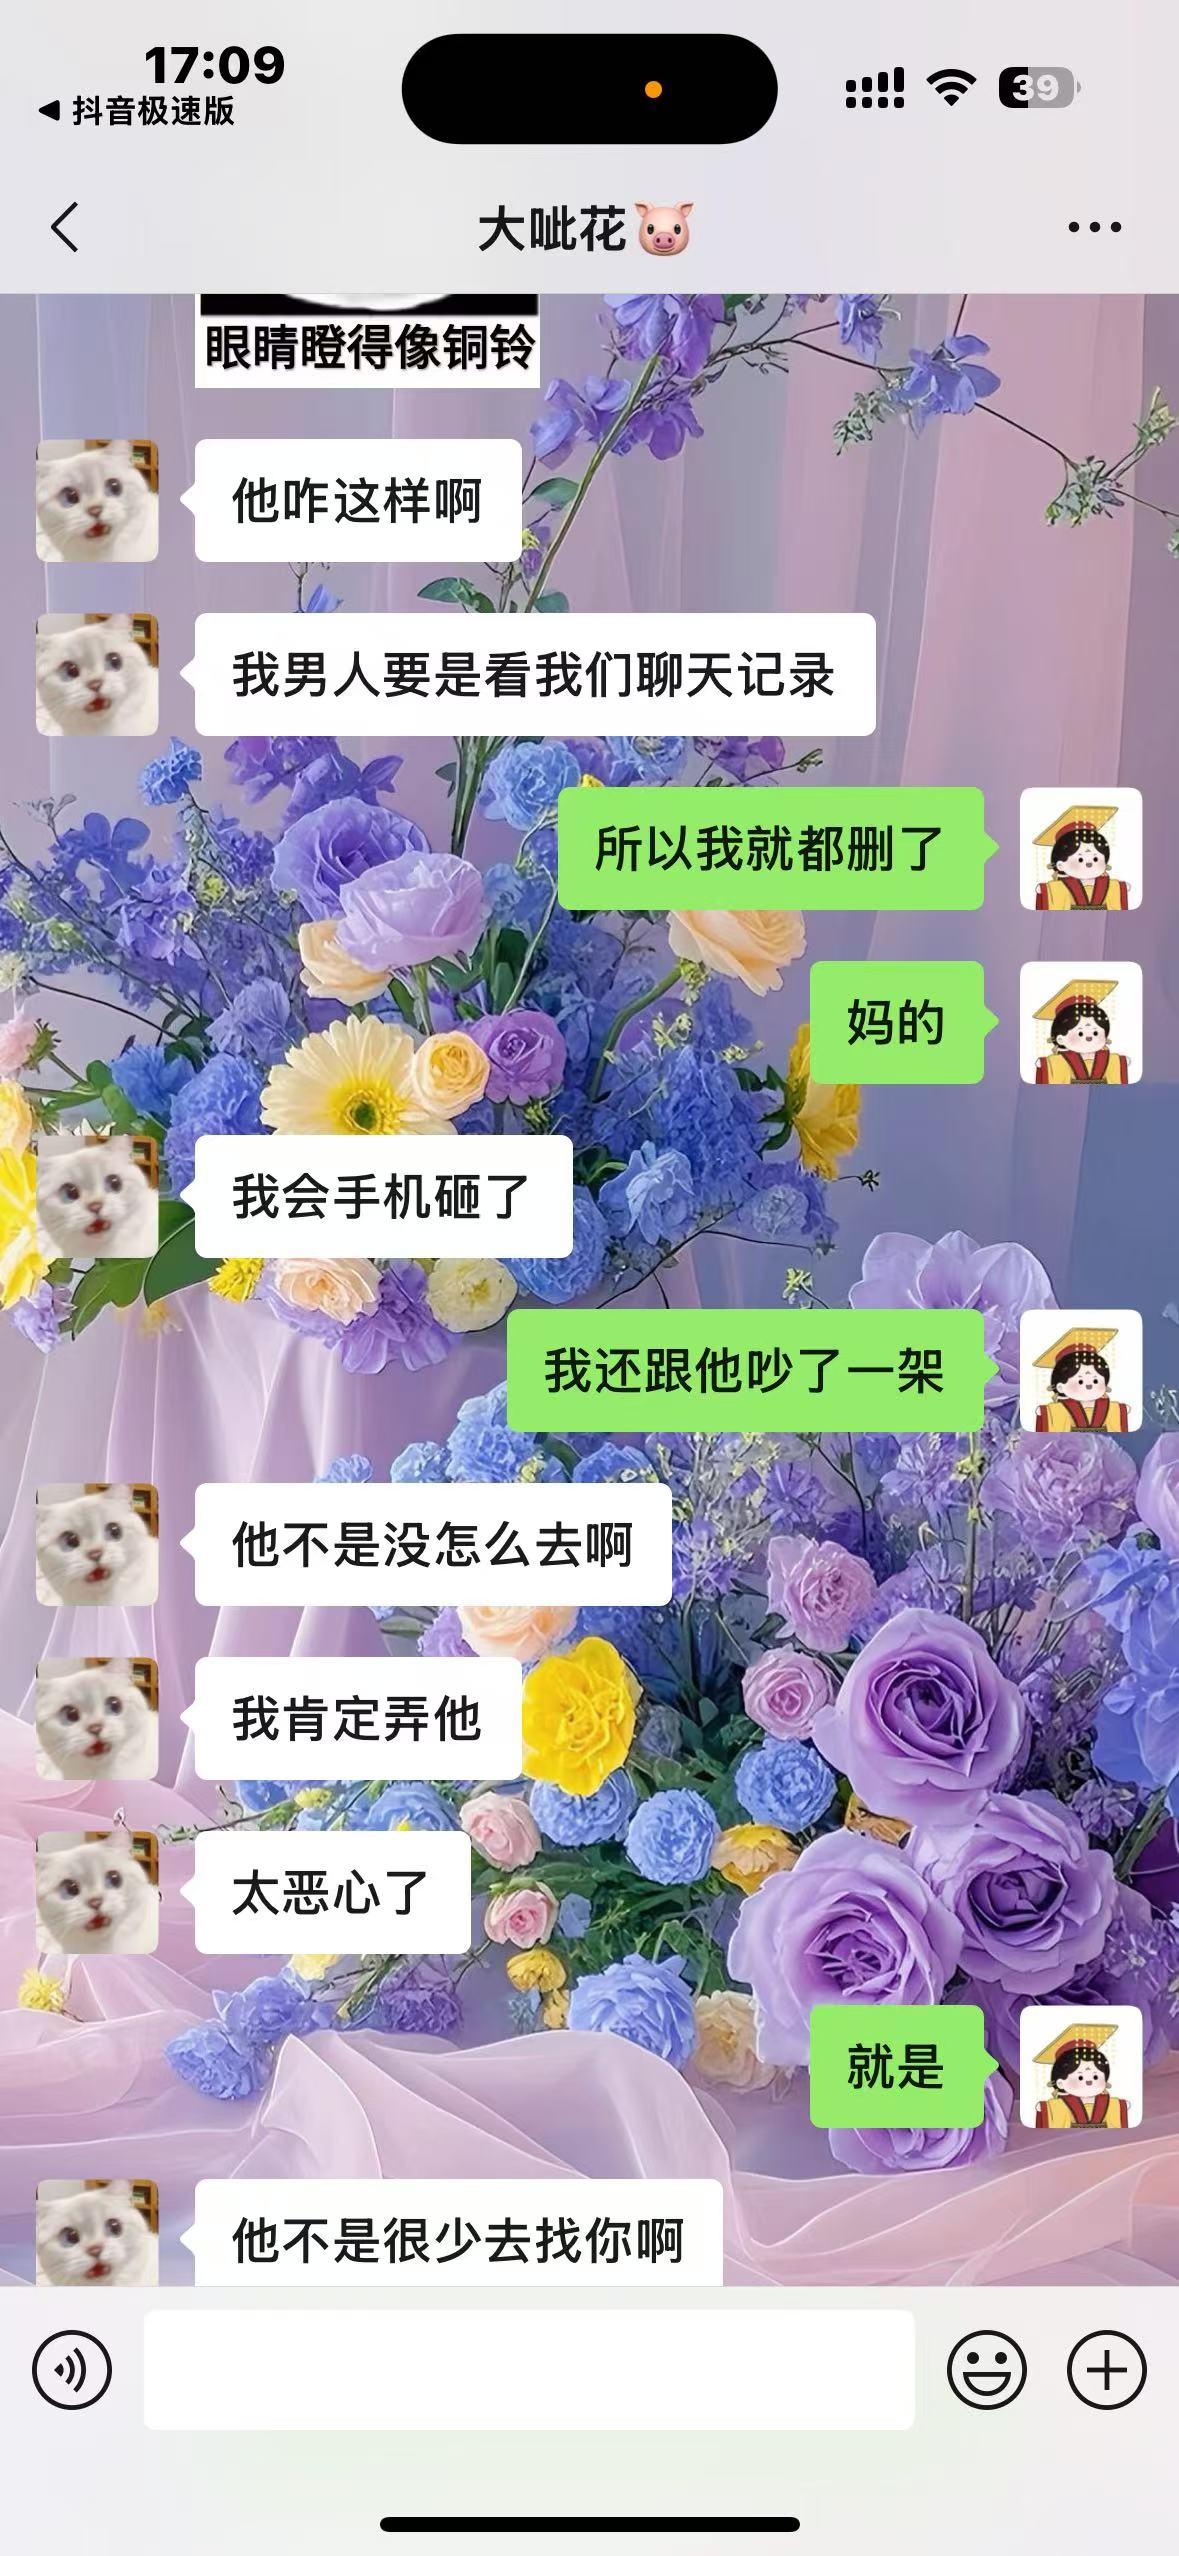 17:09
39
抖音极速版
大呲花🐷
眼睛瞪得像铜铃
他咋这样啊
我男人要是看我们聊天记录
所以我就都删了
妈的
我会手机砸了
我还跟他吵了一架
他不是没怎么去啊
我肯定弄他
太恶心了
就是
他不是很少去找你啊